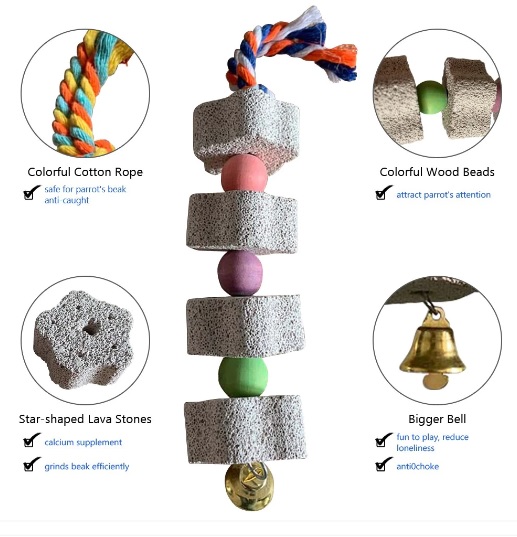 Colorful Cotton Rope
safe for parrot's beak
anti-caught
Colorful Wood Beads
attract parrot's attention
Star-shaped Lava Stones
calcium supplement
grinds beak efficiently
Bigger Bell
fun to play, reduce
loneliness
anti0choke